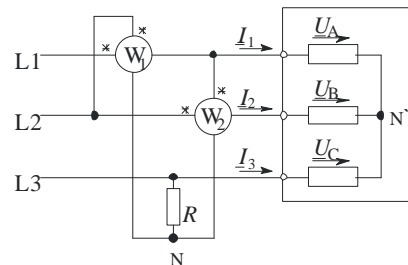 * I1 UA
L1 * W1
* I2 UB
L2 * W2 N`
I3 UC
L3
R
N